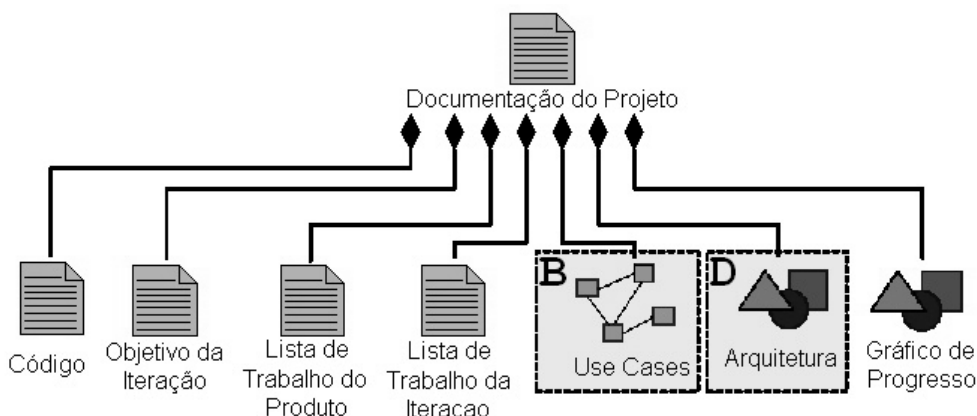 Documentação do Projeto
B
D
Código
Objetivo da
Iteração
Lista de
Trabalho do
Produto
Lista de
Trabalho da
Iteracao
Use Cases
Arquitetura
Gráfico de
Progresso